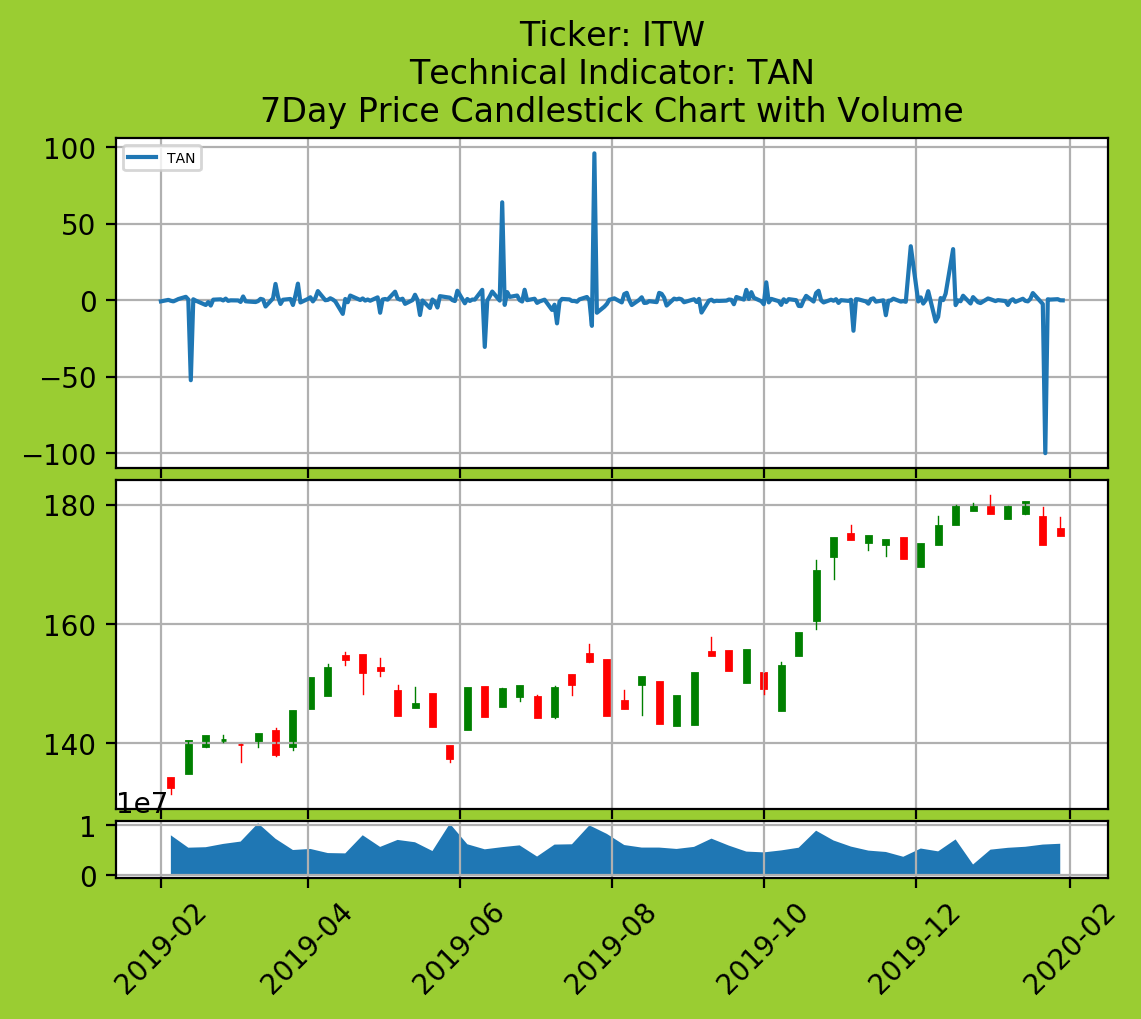 Ticker: ITW
Technical Indicator: TAN
7Day Price Candlestick Chart with Volume
100
TAN
50
0
−50
−100
180
160
140
1e7
1
0
2019-02 2019-04 2019-06 2019-08 2019-10 2019-12 2020-02